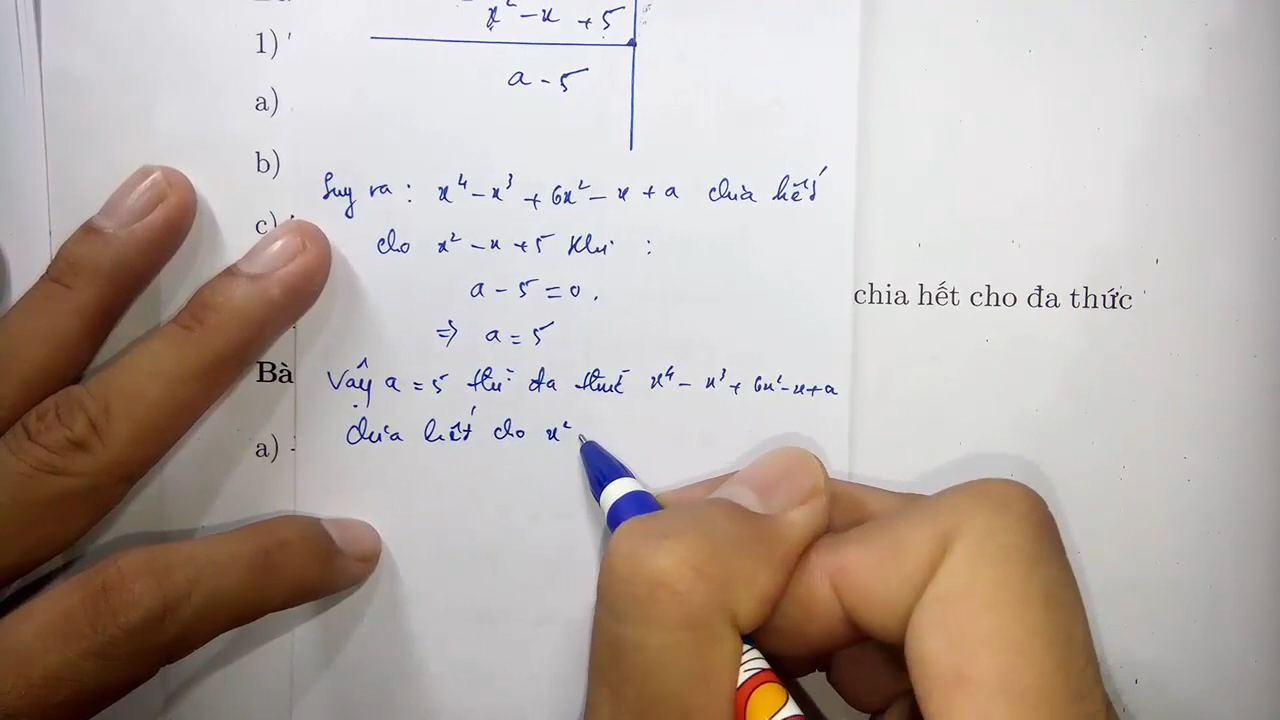 x² - x + 5
1)
a - 5
a)
b)
Suy ra : x⁴ - x³ + 6x² - x + a chia hết
c)
cho x² - x + 5 khi :
a - 5 = 0 .
chia hết cho đa thức
=> a = 5
Bà
Vậy a = 5 thì đa thức x⁴ - x³ + 6x² - x + a
chia hết cho x²
a)